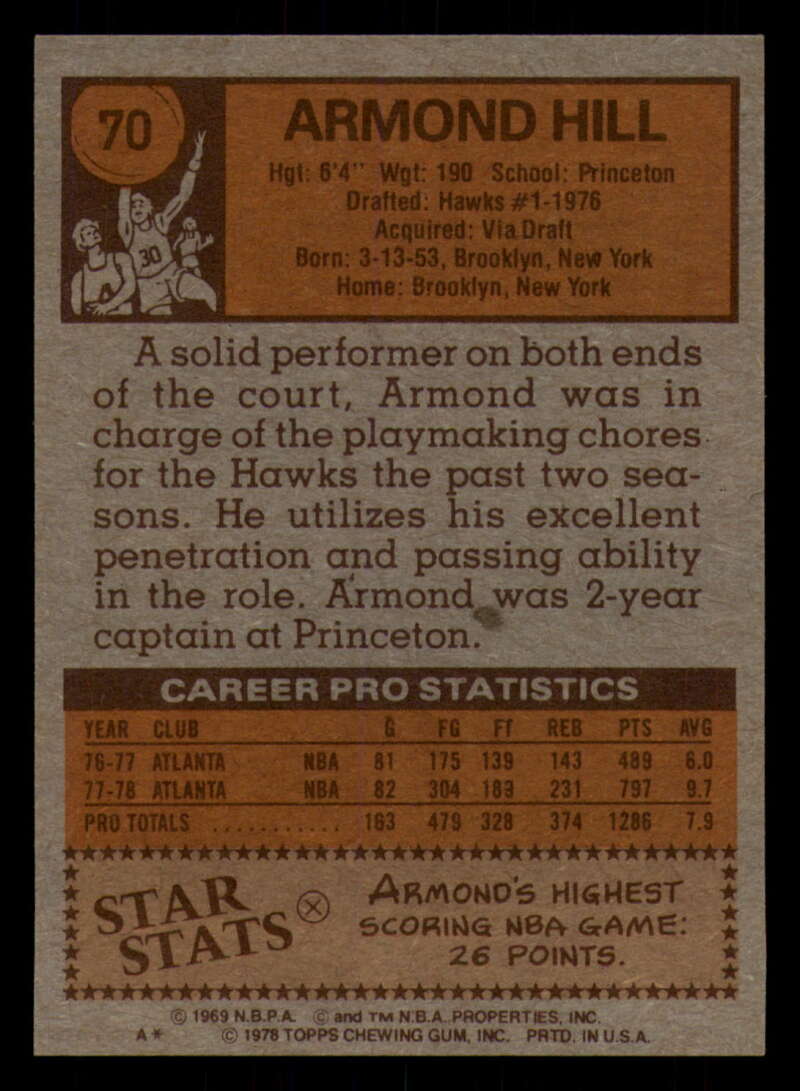 70
ARMOND HILL
Hgt: 6'4" Wgt: 190 School: Princeton
Drafted: Hawks #1-1976
Acquired: Via Draft
Born: 3-13-53, Brooklyn, New York
Home: Brooklyn, New York
30
A solid performer on both ends
of the court, Armond was in
charge of the playmaking chores
for the Hawks the past two sea-
sons. He utilizes his excellent
penetration and passing ability
in the role. Armond was 2-year
captain at Princeton.
CAREER PRO STATISTICS
YEAR CLUB G FG FT REB PTS AVG
76-77 ATLANTA NBA 81 175 139 143 489 6.0
77-78 ATLANTA NBA 82 304 189 231 797 9.7
PRO TOTALS ........... 163 479 328 374 1286 7.9
STAR STATS
ARMOND'S HIGHEST
SCORING NBA GAME:
26 POINTS.
© 1969 N.B.P.A. © and TM N.B.A. PROPERTIES, INC.
A* © 1978 TOPPS CHEWING GUM, INC. PRTD. IN U.S.A.